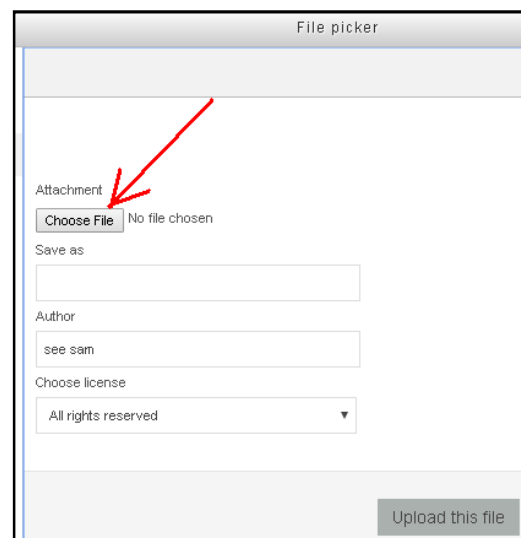 File picker
Attachment
Choose File No file chosen
Save as
Author
see sam
Choose license
All rights reserved
Upload this file